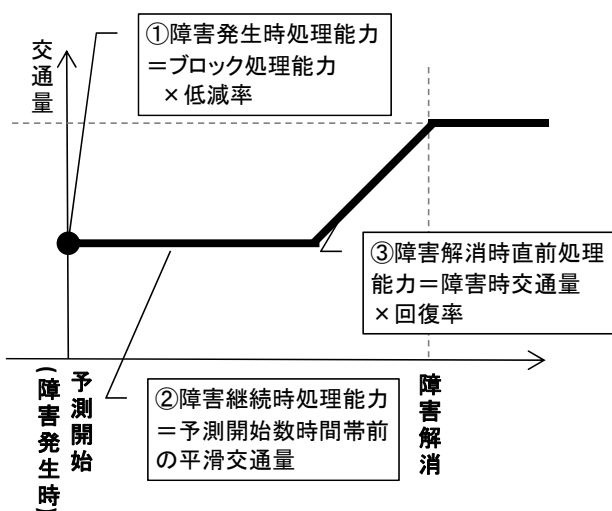 ①障害発生時処理能力
＝ブロック処理能力
×低減率
交通量
③障害解消時直前処理
能力＝障害時交通量
×回復率
②障害継続時処理能力
＝予測開始数時間帯前
の平滑交通量
予測開始
(障害発生時)
障害解消